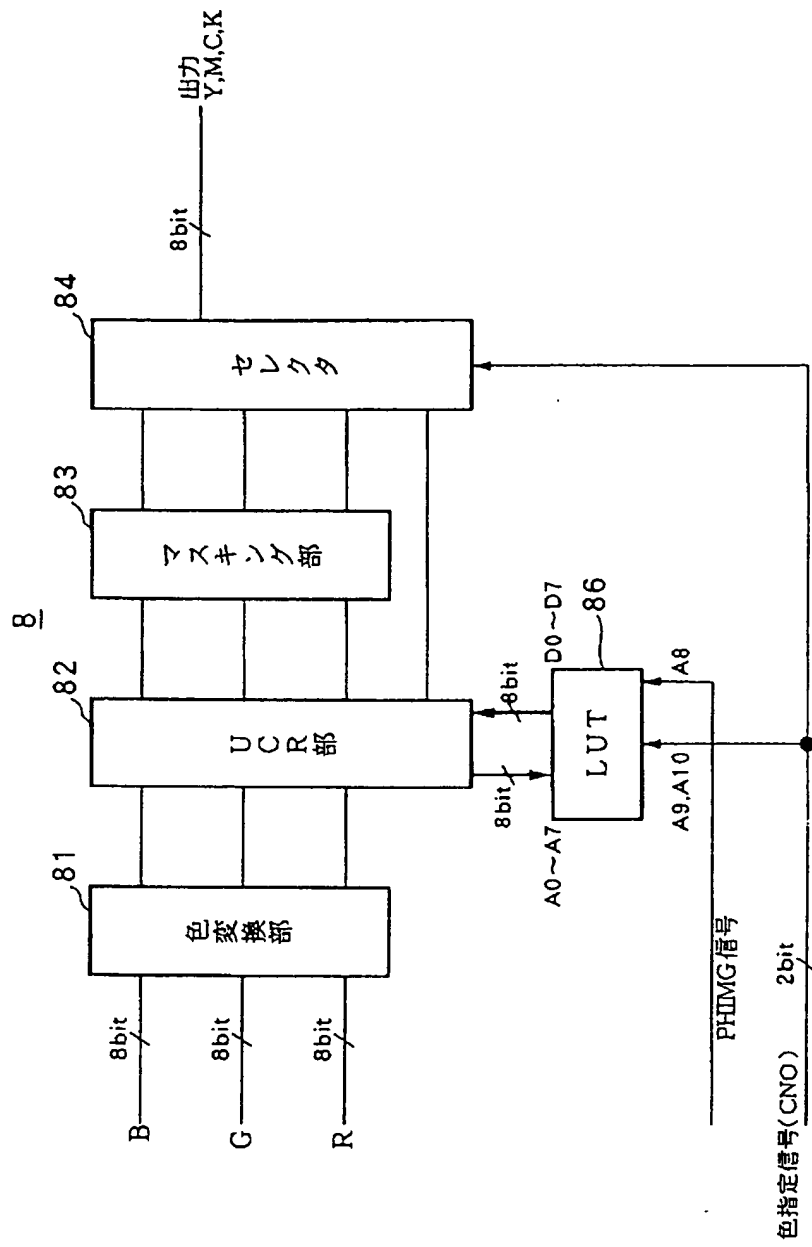 8
81
82
83
84
B
G
R
8bit
8bit
8bit
色変換部
UCR部
マスキング部
セレクタ
8bit
出力
Y,M,C,K
8bit
8bit
A0～A7
D0～D7
LUT
86
A9,A10
A8
PHIMG信号
色指定信号(CNO)
2bit